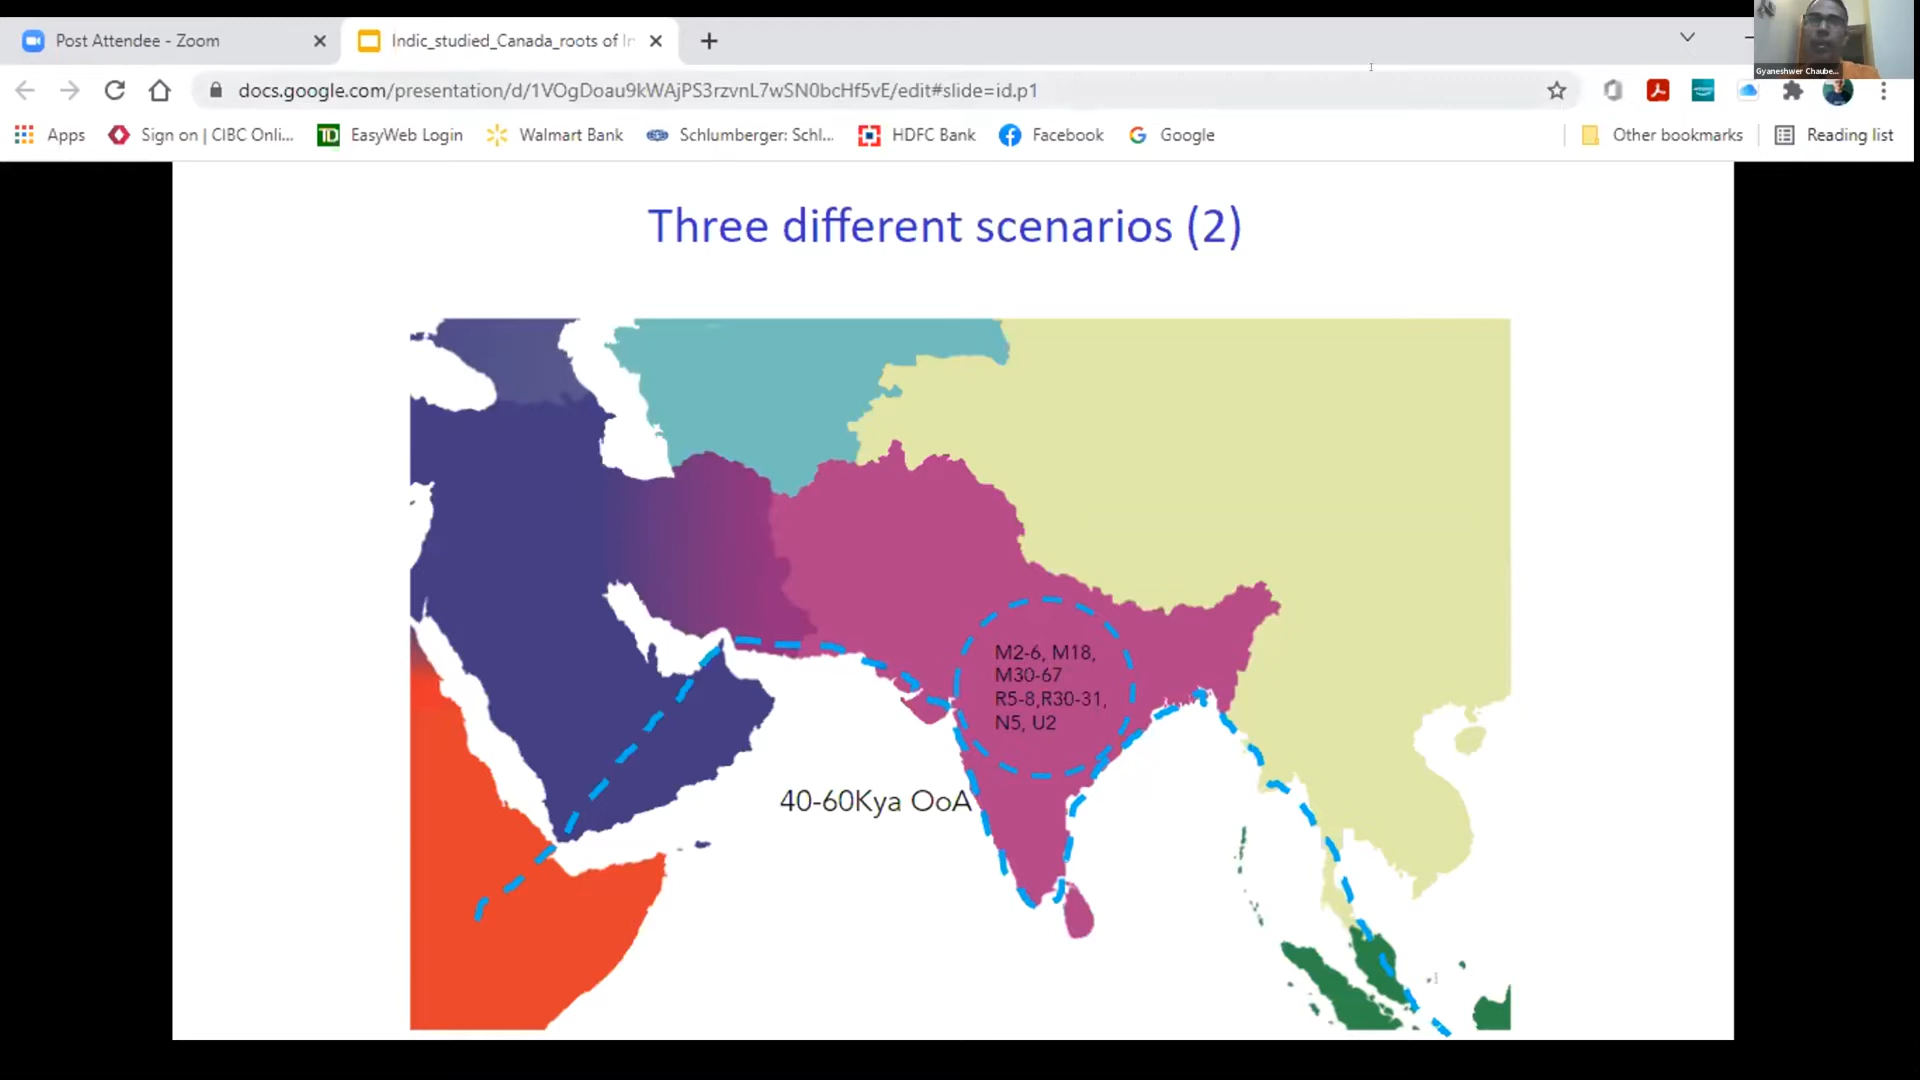 Post Attendee - Zoom
Indic_studied_Canada_roots of I
docs.google.com/presentation/d/1VOgDoau9kWAjPS3rzvnL7wSN0bcHf5vE/edit#slide=id.p1
Gyaneshwer Chaube...
Apps
Sign on | CIBC Onli...
EasyWeb Login
Walmart Bank
Schlumberger: Schl...
HDFC Bank
Facebook
Google
Other bookmarks
Reading list
Three different scenarios (2)
M2-6, M18,
M30-67
R5-8,R30-31,
N5, U2
40-60Kya OoA